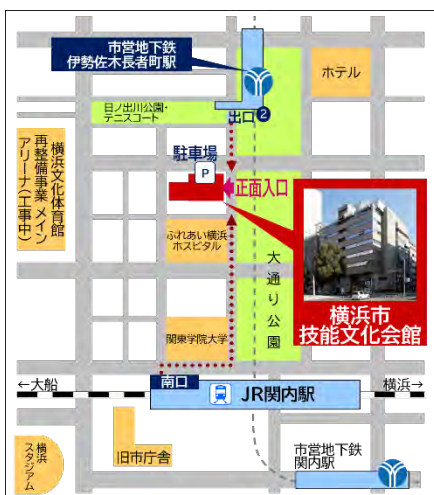 市営地下鉄
伊勢佐木長者町駅
ホテル
日ノ出川公園・
テニスコート
出口2
横浜文化体育館
再整備事業 メイン
アリーナ(工事中)
駐車場
P
正面入口
ふれあい横浜
ホスピタル
大通り公園
横浜市
技能文化会館
関東学院大学
←大船
南口
横浜→
JR関内駅
横浜
スタジアム
旧市庁舎
市営地下鉄
関内駅